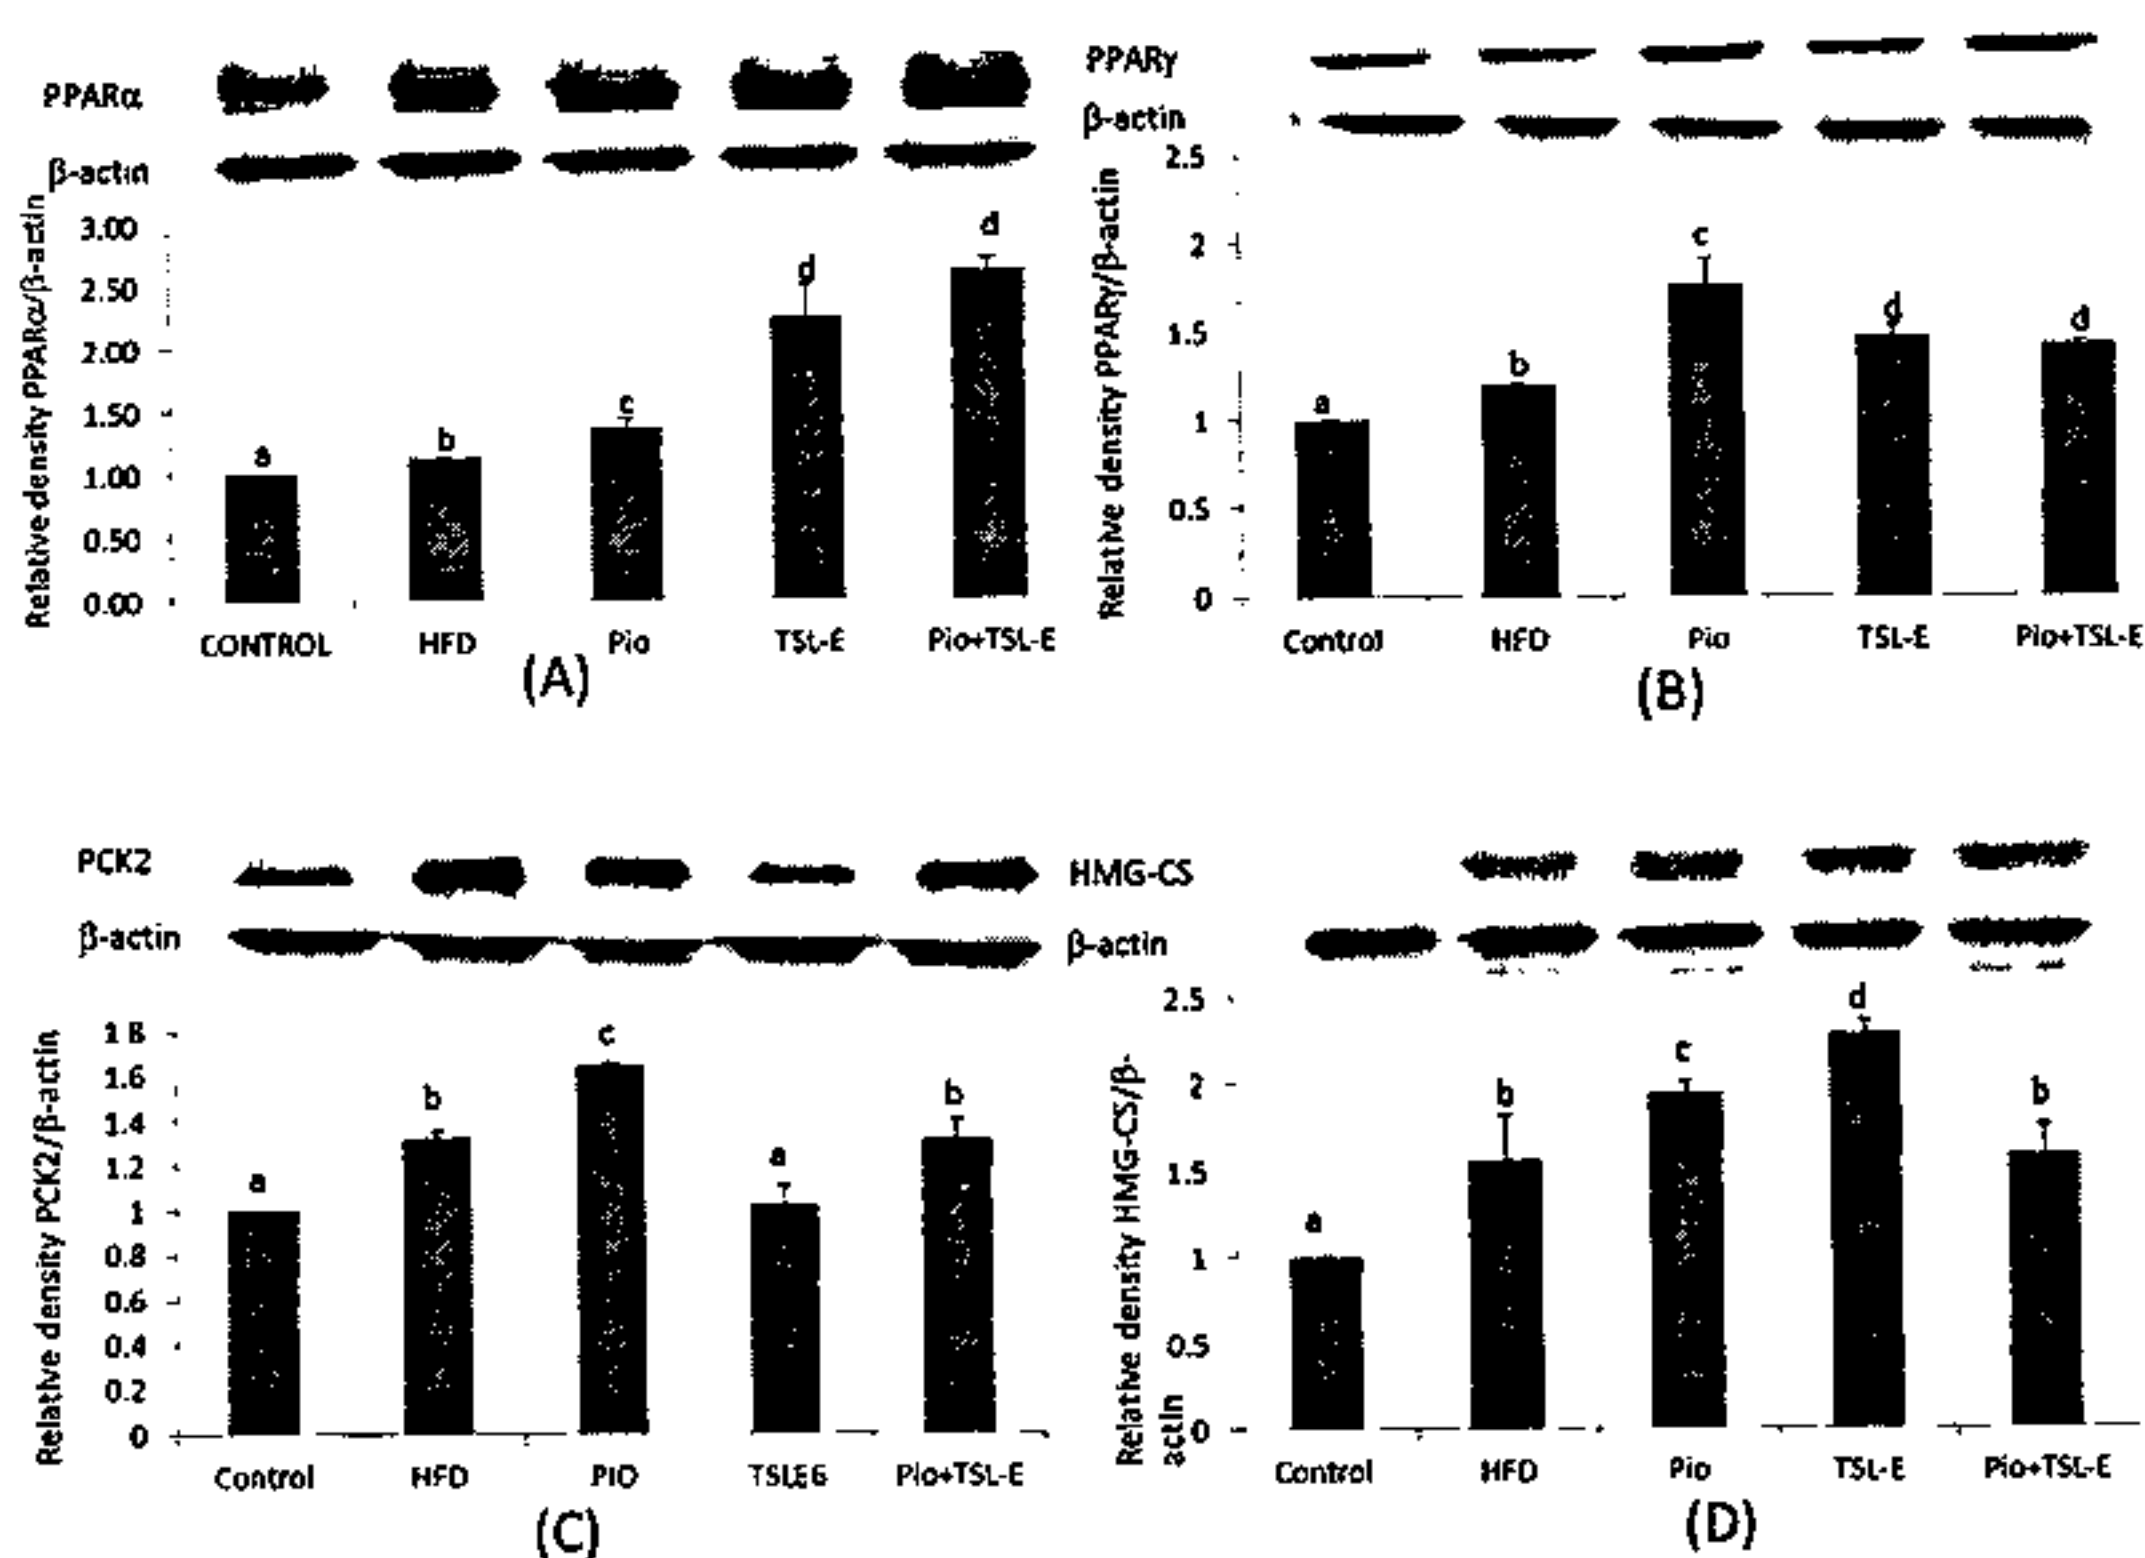 PPARα
β-actin
Relative density PPARα/β-actin
3.00
2.50
2.00
1.50
1.00
0.50
0.00
a
b
c
d
d
CONTROL HFD Pio TSL-E Pio+TSL-E
(A)
PPARγ
β-actin
Relative density PPARγ/β-actin
2.5
2
1.5
1
0.5
0
a
b
c
d
d
Control HFD Pio TSL-E Pio+TSL-E
(B)
PCK2
β-actin
Relative density PCK2/β-actin
1.8
1.6
1.4
1.2
1
0.8
0.6
0.4
0.2
0
a
b
c
a
b
Control HFD PIO TSLE6 Pio+TSL-E
(C)
HMG-CS
β-actin
Relative density HMG-CS/β-
actin
2.5
2
1.5
1
0.5
0
a
b
c
d
b
Control HFD Pio TSL-E Pio+TSL-E
(D)